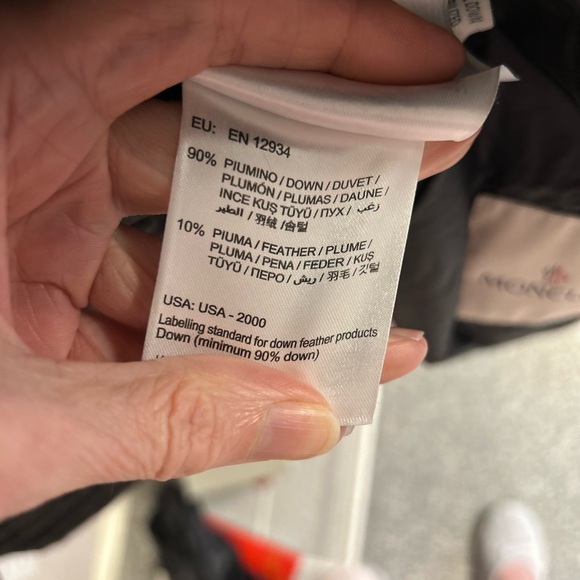 EU: EN 12934
90% PIUMINO / DOWN / DUVET /
PLUMÓN / PLUMAS / DAUNE /
INCE KUŞ TÜYÜ / ПУХ / زغب
الطير / 羽绒 / 솜털
10% PIUMA / FEATHER / PLUME /
PLUMA / PENA / FEDER / KUŞ
TÜYÜ / ПЕРО / ريش / 羽毛 / 깃털
USA: USA - 2000
Labelling standard for down feather products
Down (minimum 90% down)